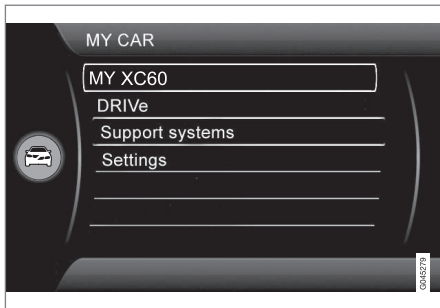 MY CAR
MY XC60
DRIVe
Support systems
Settings
G045279